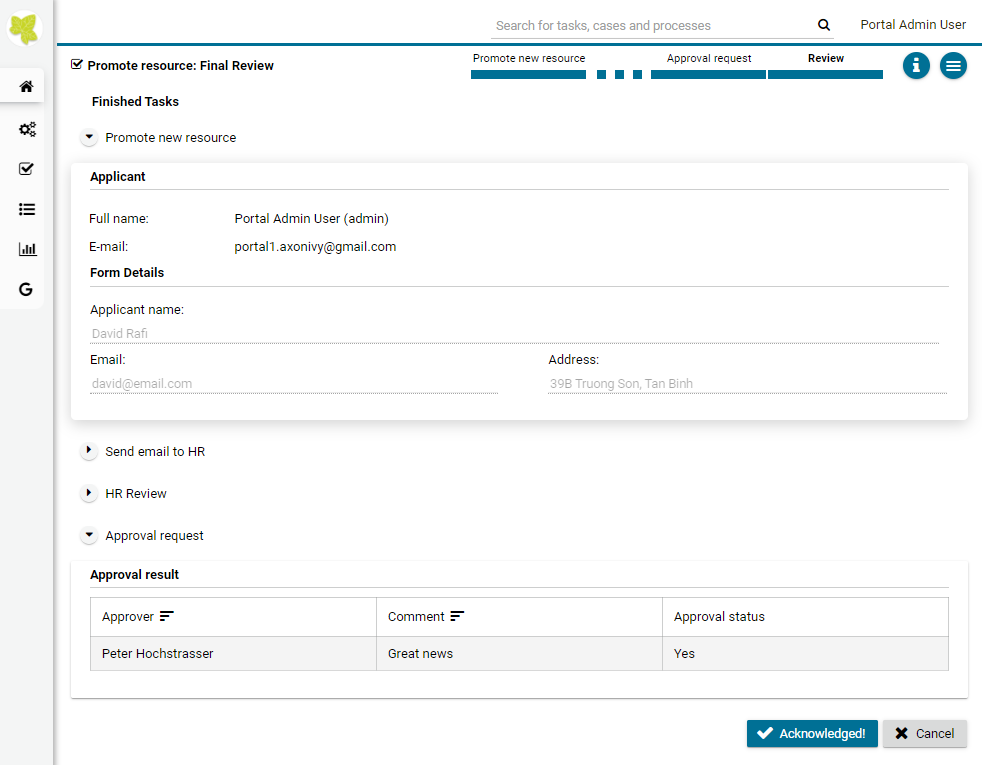 Search for tasks, cases and processes
Portal Admin User
Promote resource: Final Review
Promote new resource
Approval request
Review
Finished Tasks
Promote new resource
Applicant
Full name: Portal Admin User (admin)
E-mail: portal1.axonivy@gmail.com
Form Details
Applicant name:
David Rafi
Email: Address:
david@email.com 39B Truong Son, Tan Binh
Send email to HR
HR Review
Approval request
Approval result
Approver Comment Approval status
Peter Hochstrasser Great news Yes
Acknowledged! Cancel